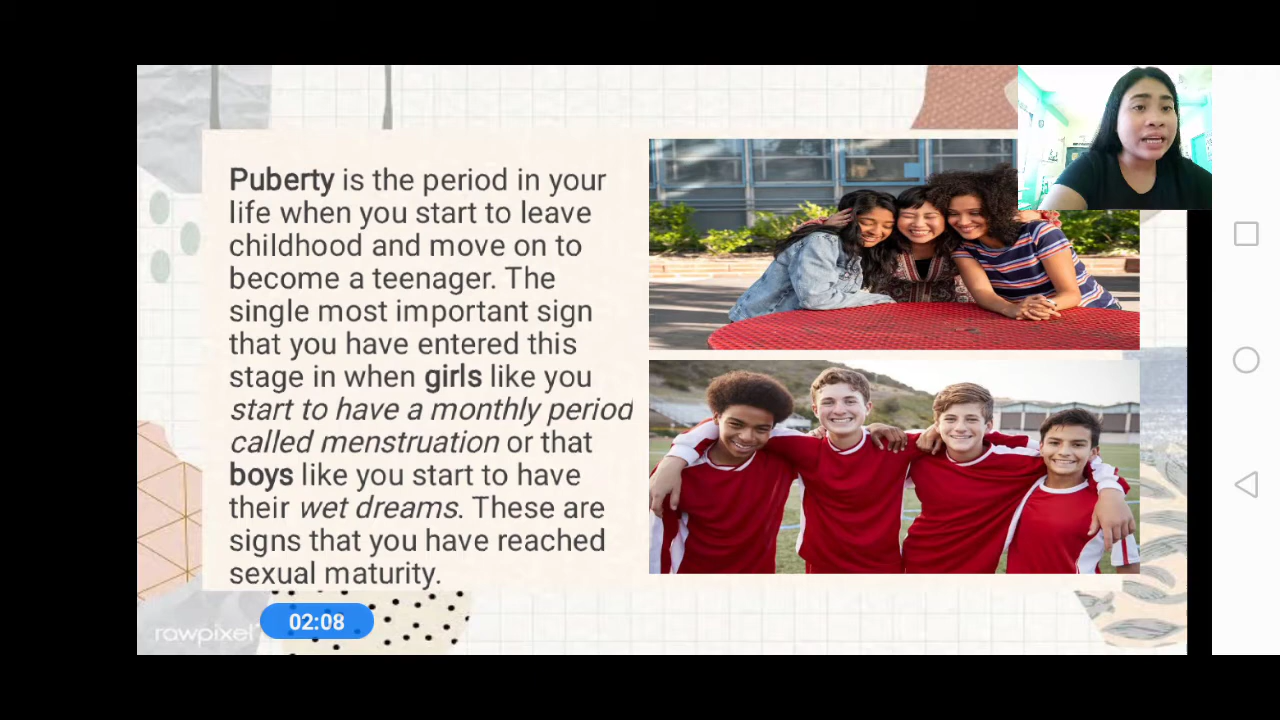 Puberty is the period in your
life when you start to leave
childhood and move on to
become a teenager. The
single most important sign
that you have entered this
stage in when girls like you
start to have a monthly period
called menstruation or that
boys like you start to have
their wet dreams. These are
signs that you have reached
sexual maturity.
02:08
rawpixel